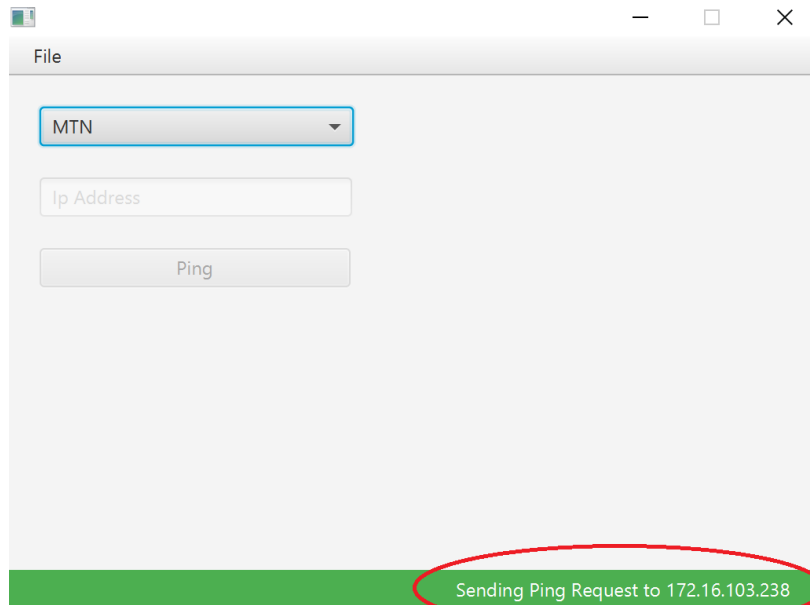 File
MTN
Ip Address
Ping
Sending Ping Request to 172.16.103.238